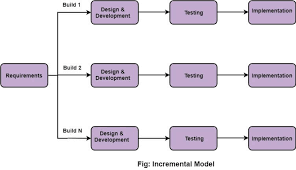 Build 1
Design &
Development
Testing
Implementation
Requirements
Build 2
Design &
Development
Testing
Implementation
Build N
Design &
Development
Testing
Implementation
Fig: Incremental Model